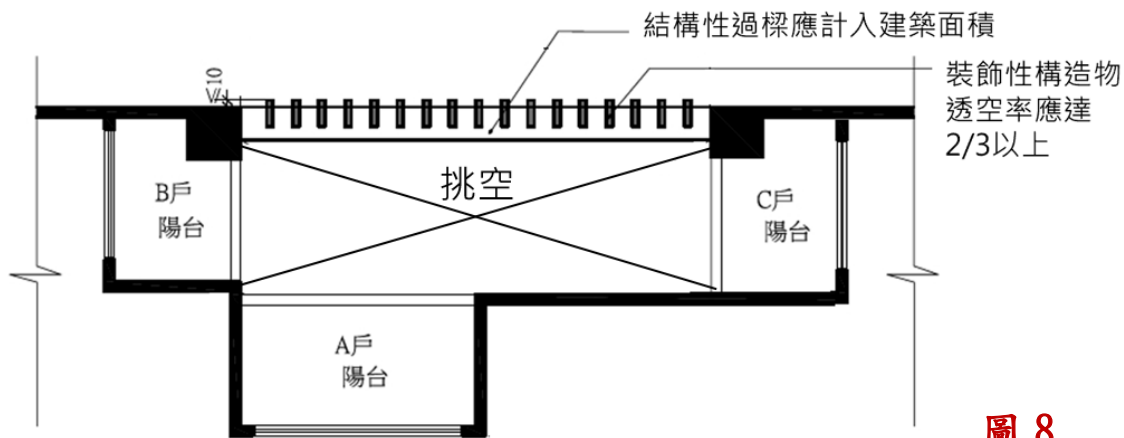 結構性過樑應計入建築面積
裝飾性構造物
透空率應達
2/3以上
≤10
挑空
B戶
陽台
C戶
陽台
A戶
陽台
圖 8